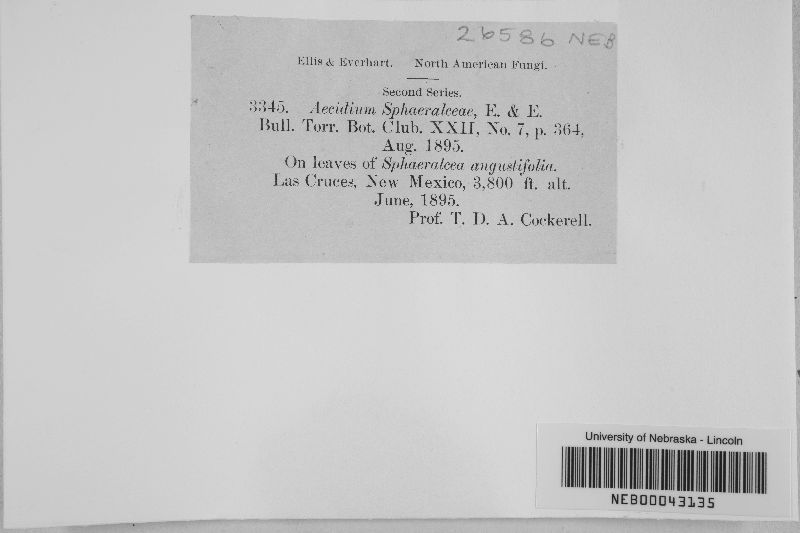 26586 NEB
Ellis & Everhart. North American Fungi.
Second Series.
3345. Aecidium Sphaeralceae, E. & E.
Bull. Torr. Bot. Club. XXII, No. 7, p. 364,
Aug. 1895.
On leaves of Sphaeralcea angustifolia.
Las Cruces, New Mexico, 3,800 ft. alt.
June, 1895.
Prof. T. D. A. Cockerell.
University of Nebraska - Lincoln
NEB00043135